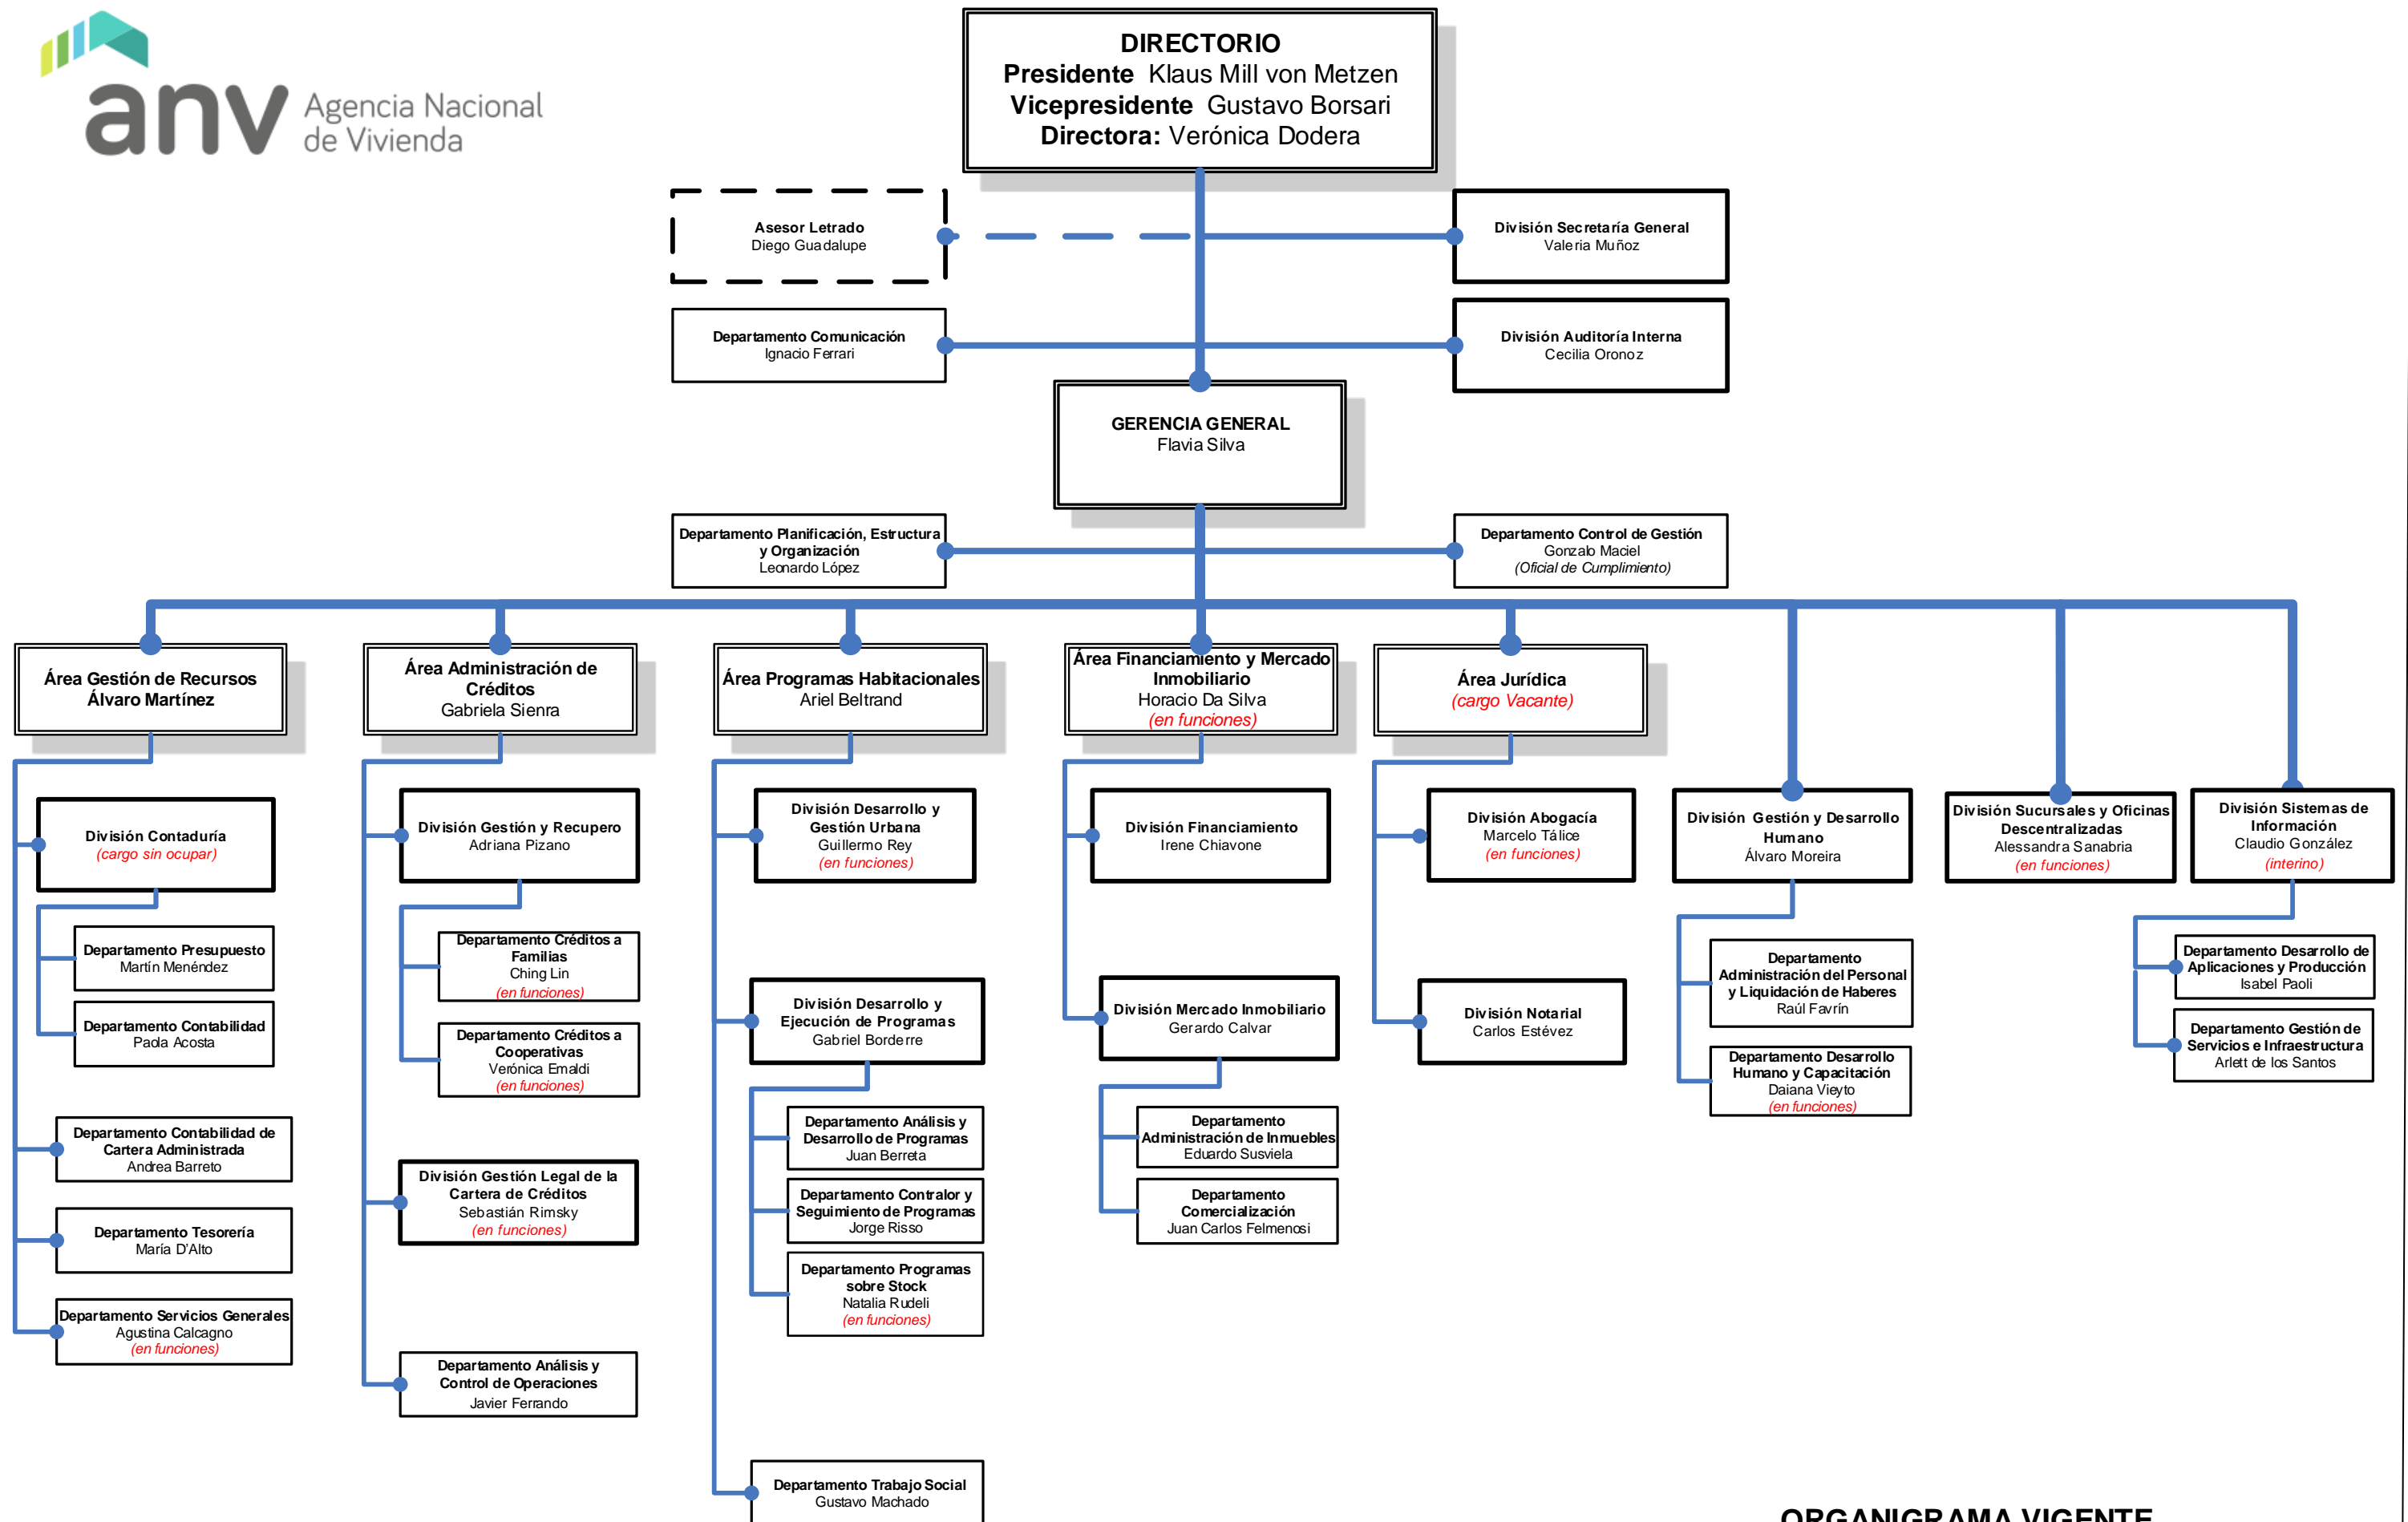 anv Agencia Nacional
de Vivienda
DIRECTORIO
Presidente Klaus Mill von Metzen
Vicepresidente Gustavo Borsari
Directora: Verónica Dodera
Asesor Letrado
Diego Guadalupe
División Secretaría General
Valeria Muñoz
Departamento Comunicación
Ignacio Ferrari
División Auditoría Interna
Cecilia Oronoz
GERENCIA GENERAL
Flavia Silva
Departamento Planificación, Estructura
y Organización
Leonardo López
Departamento Control de Gestión
Gonzalo Maciel
(Oficial de Cumplimiento)
Área Gestión de Recursos
Álvaro Martínez
Área Administración de
Créditos
Gabriela Sienra
Área Programas Habitacionales
Ariel Beltrand
Área Financiamiento y Mercado
Inmobiliario
Horacio Da Silva
(en funciones)
Área Jurídica
(cargo Vacante)
División Contaduría
(cargo sin ocupar)
Departamento Presupuesto
Martín Menéndez
Departamento Contabilidad
Paola Acosta
Departamento Contabilidad de
Cartera Administrada
Andrea Barreto
Departamento Tesorería
María D'Alto
Departamento Servicios Generales
Agustina Calcagno
(en funciones)
División Gestión y Recupero
Adriana Pizano
Departamento Créditos a
Familias
Ching Lin
(en funciones)
Departamento Créditos a
Cooperativas
Verónica Emaldi
(en funciones)
División Gestión Legal de la
Cartera de Créditos
Sebastián Rimsky
(en funciones)
Departamento Análisis y
Control de Operaciones
Javier Ferrando
División Desarrollo y
Gestión Urbana
Guillermo Rey
(en funciones)
División Desarrollo y
Ejecución de Programas
Gabriel Borderre
Departamento Análisis y
Desarrollo de Programas
Juan Berreta
Departamento Contralor y
Seguimiento de Programas
Jorge Risso
Departamento Programas
sobre Stock
Natalia Rudeli
(en funciones)
Departamento Trabajo Social
Gustavo Machado
División Financiamiento
Irene Chiavone
División Mercado Inmobiliario
Gerardo Calvar
Departamento
Administración de Inmuebles
Eduardo Susviela
Departamento
Comercialización
Juan Carlos Felmenosi
División Abogacía
Marcelo Tálice
(en funciones)
División Notarial
Carlos Estévez
División Gestión y Desarrollo
Humano
Álvaro Moreira
Departamento
Administración del Personal
y Liquidación de Haberes
Raúl Favrín
Departamento Desarrollo
Humano y Capacitación
Daiana Vieyto
(en funciones)
División Sucursales y Oficinas
Descentralizadas
Alessandra Sanabria
(en funciones)
División Sistemas de
Información
Claudio González
(interino)
Departamento Desarrollo de
Aplicaciones y Producción
Isabel Paoli
Departamento Gestión de
Servicios e Infraestructura
Arlett de los Santos
ORGANIGRAMA VIGENTE